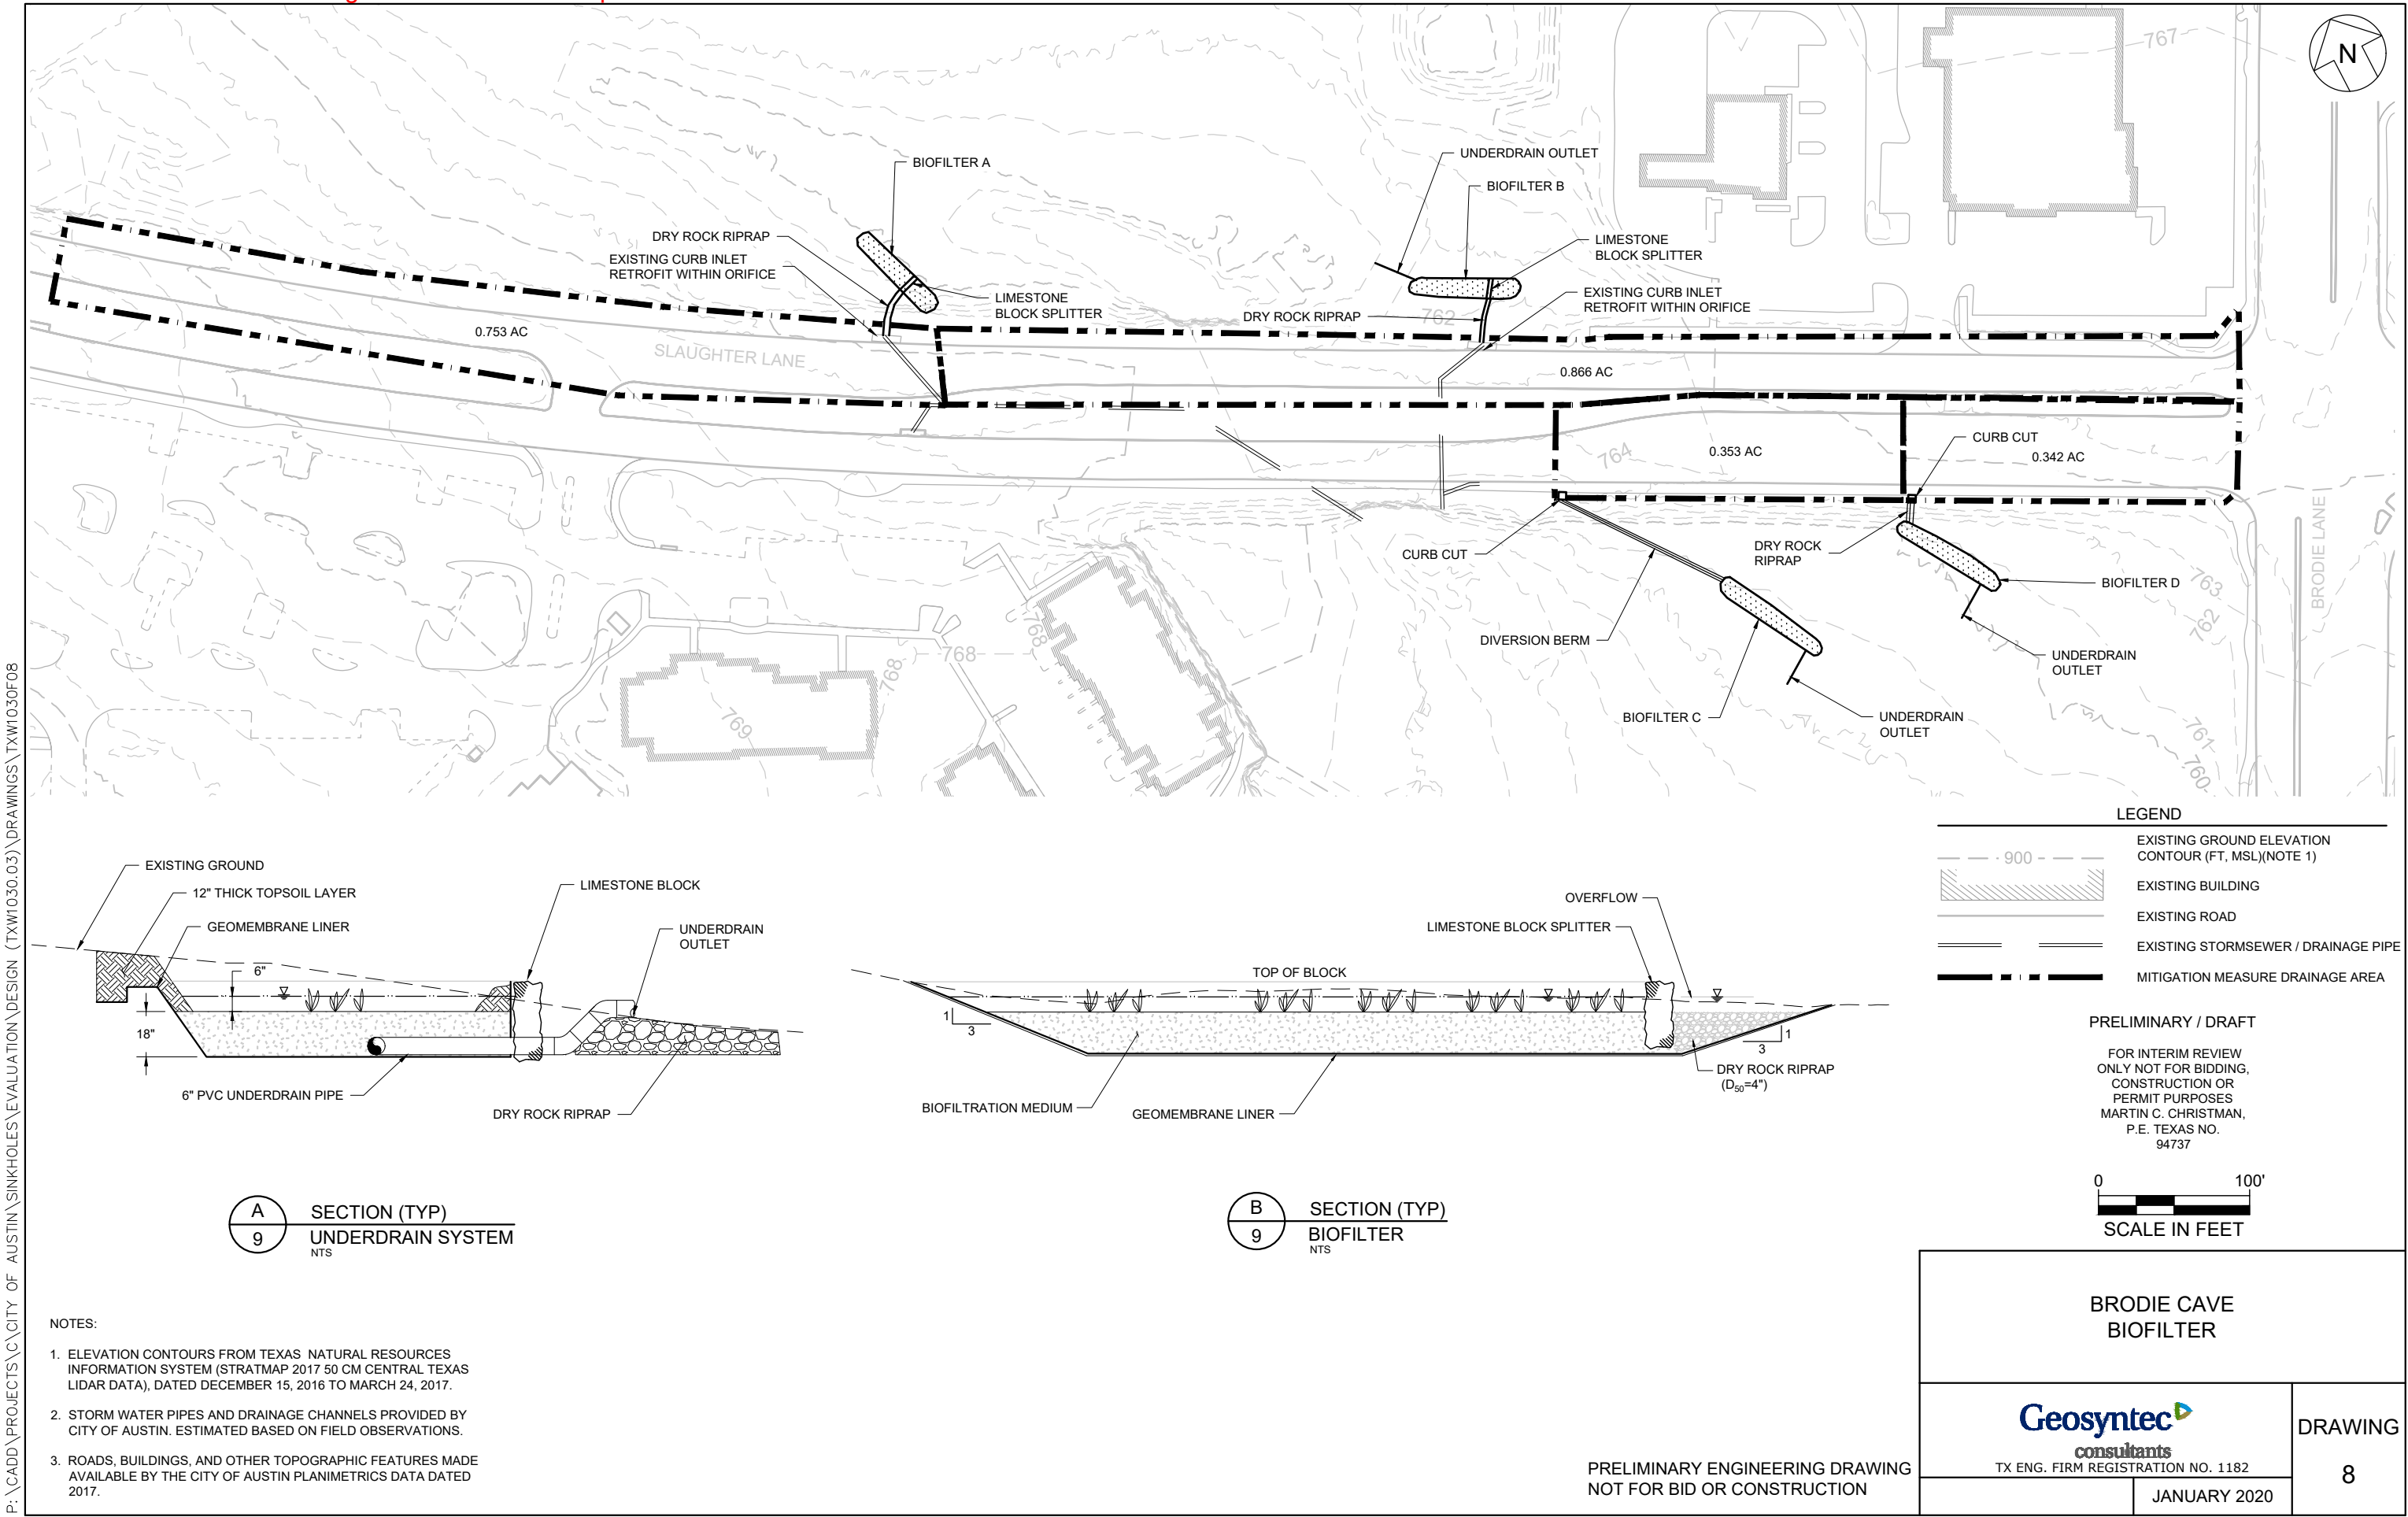 N
767
BIOFILTER A
UNDERDRAIN OUTLET
BIOFILTER B
DRY ROCK RIPRAP
EXISTING CURB INLET
RETROFIT WITHIN ORIFICE
LIMESTONE
BLOCK SPLITTER
LIMESTONE
BLOCK SPLITTER
EXISTING CURB INLET
RETROFIT WITHIN ORIFICE
DRY ROCK RIPRAP
762
0.753 AC
SLAUGHTER LANE
0.866 AC
CURB CUT
764
0.353 AC
0.342 AC
CURB CUT
DRY ROCK
RIPRAP
BIOFILTER D
763
762
BRODIE LANE
DIVERSION BERM
768
768
768
769
UNDERDRAIN
OUTLET
BIOFILTER C
UNDERDRAIN
OUTLET
761
760
LEGEND
900
EXISTING GROUND ELEVATION
CONTOUR (FT, MSL)(NOTE 1)
EXISTING BUILDING
EXISTING ROAD
EXISTING STORMSEWER / DRAINAGE PIPE
MITIGATION MEASURE DRAINAGE AREA
EXISTING GROUND
12" THICK TOPSOIL LAYER
GEOMEMBRANE LINER
LIMESTONE BLOCK
UNDERDRAIN
OUTLET
6"
18"
6" PVC UNDERDRAIN PIPE
DRY ROCK RIPRAP
A
9
SECTION (TYP)
UNDERDRAIN SYSTEM
NTS
OVERFLOW
LIMESTONE BLOCK SPLITTER
TOP OF BLOCK
1
3
1
3
DRY ROCK RIPRAP
(D50=4")
BIOFILTRATION MEDIUM
GEOMEMBRANE LINER
B
9
SECTION (TYP)
BIOFILTER
NTS
PRELIMINARY / DRAFT
FOR INTERIM REVIEW
ONLY NOT FOR BIDDING,
CONSTRUCTION OR
PERMIT PURPOSES
MARTIN C. CHRISTMAN,
P.E. TEXAS NO.
94737
0 100'
SCALE IN FEET
NOTES:
1. ELEVATION CONTOURS FROM TEXAS NATURAL RESOURCES
INFORMATION SYSTEM (STRATMAP 2017 50 CM CENTRAL TEXAS
LIDAR DATA), DATED DECEMBER 15, 2016 TO MARCH 24, 2017.
2. STORM WATER PIPES AND DRAINAGE CHANNELS PROVIDED BY
CITY OF AUSTIN. ESTIMATED BASED ON FIELD OBSERVATIONS.
3. ROADS, BUILDINGS, AND OTHER TOPOGRAPHIC FEATURES MADE
AVAILABLE BY THE CITY OF AUSTIN PLANIMETRICS DATA DATED
2017.
PRELIMINARY ENGINEERING DRAWING
NOT FOR BID OR CONSTRUCTION
BRODIE CAVE
BIOFILTER
Geosyntec
consultants
TX ENG. FIRM REGISTRATION NO. 1182
JANUARY 2020
DRAWING
8
P:\CADD\PROJECTS\C\CITY OF AUSTIN\SINKHOLES\EVALUATION\DESIGN (TXW1030.03)\DRAWINGS\TXW1030F08